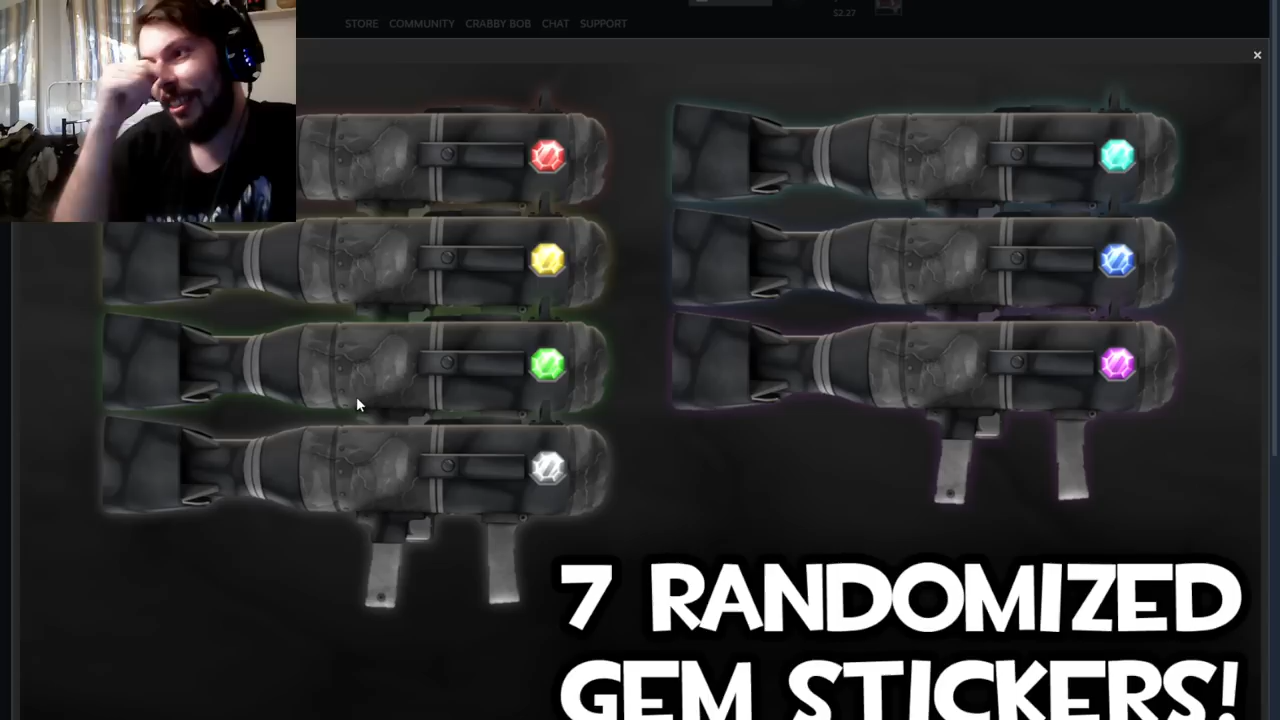 $2.27
STORE COMMUNITY CRABBY BOB CHAT SUPPORT
7 RANDOMIZED
GEM STICKERS!